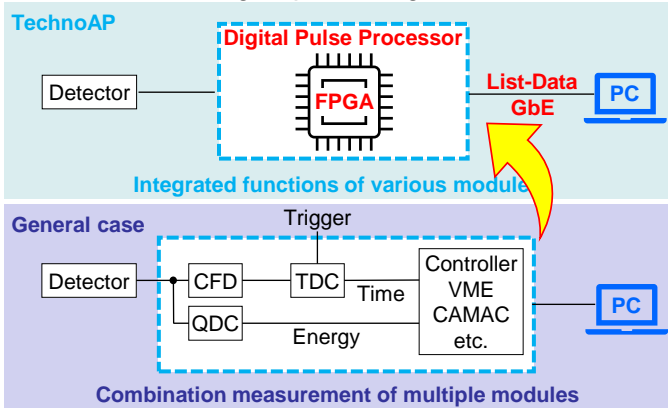 TechnoAP
Digital Pulse Processor
Detector
FPGA
List-Data
GbE
PC
Integrated functions of various module
General case
Trigger
Detector
CFD
TDC
Time
QDC
Energy
Controller
VME
CAMAC
etc.
PC
Combination measurement of multiple modules